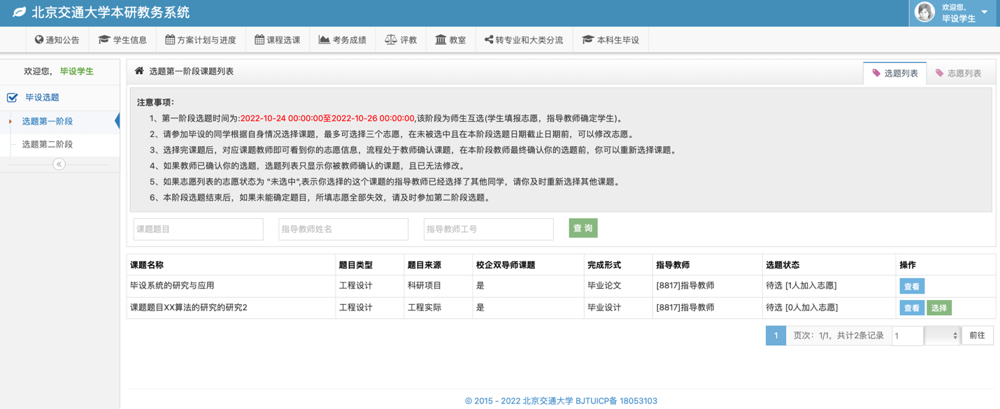 北京交通大学本研教务系统
欢迎您，
毕设学生
通知公告 学生信息 方案计划与进度 课程选课 考务成绩 评教 教室 转专业和大类分流 本科生毕设
欢迎您， 毕设学生
毕设选题
选题第一阶段
选题第二阶段
选题第一阶段课题列表
选题列表 志愿列表
注意事项：
1、第一阶段选题时间为:2022-10-24 00:00:00至2022-10-26 00:00:00,该阶段为师生互选(学生填报志愿，指导教师确定学生)。
2、请参加毕设的同学根据自身情况选择课题，最多可选择三个志愿，在未被选中且在本阶段选题日期截止日期前，可以修改志愿。
3、选择完课题后，对应课题教师即可看到你的志愿信息，流程处于教师确认课题，在本阶段教师最终确认你的选题前，你可以重新选择课题。
4、如果教师已确认你的选题，选题列表只显示你被教师确认的课题，且已无法修改。
5、如果志愿列表的志愿状态为 "未选中",表示你选择的这个课题的指导教师已经选择了其他同学，请你及时重新选择其他课题。
6、本阶段选题结束后，如果未能确定题目，所填志愿全部失效，请及时参加第二阶段选题。
课题题目 指导教师姓名 指导教师工号 查 询
课题名称 题目类型 题目来源 校企双导师课题 完成形式 指导教师 选题状态 操作
毕设系统的研究与应用 工程设计 科研项目 是 毕业论文 [8817]指导教师 待选 [1人加入志愿] 查看
课题题目XX算法的研究的研究2 工程设计 工程实际 是 毕业设计 [8817]指导教师 待选 [0人加入志愿] 查看 选择
1 页次：1/1，共计2条记录 1 前往
© 2015 - 2022 北京交通大学 BJTUICP备 18053103